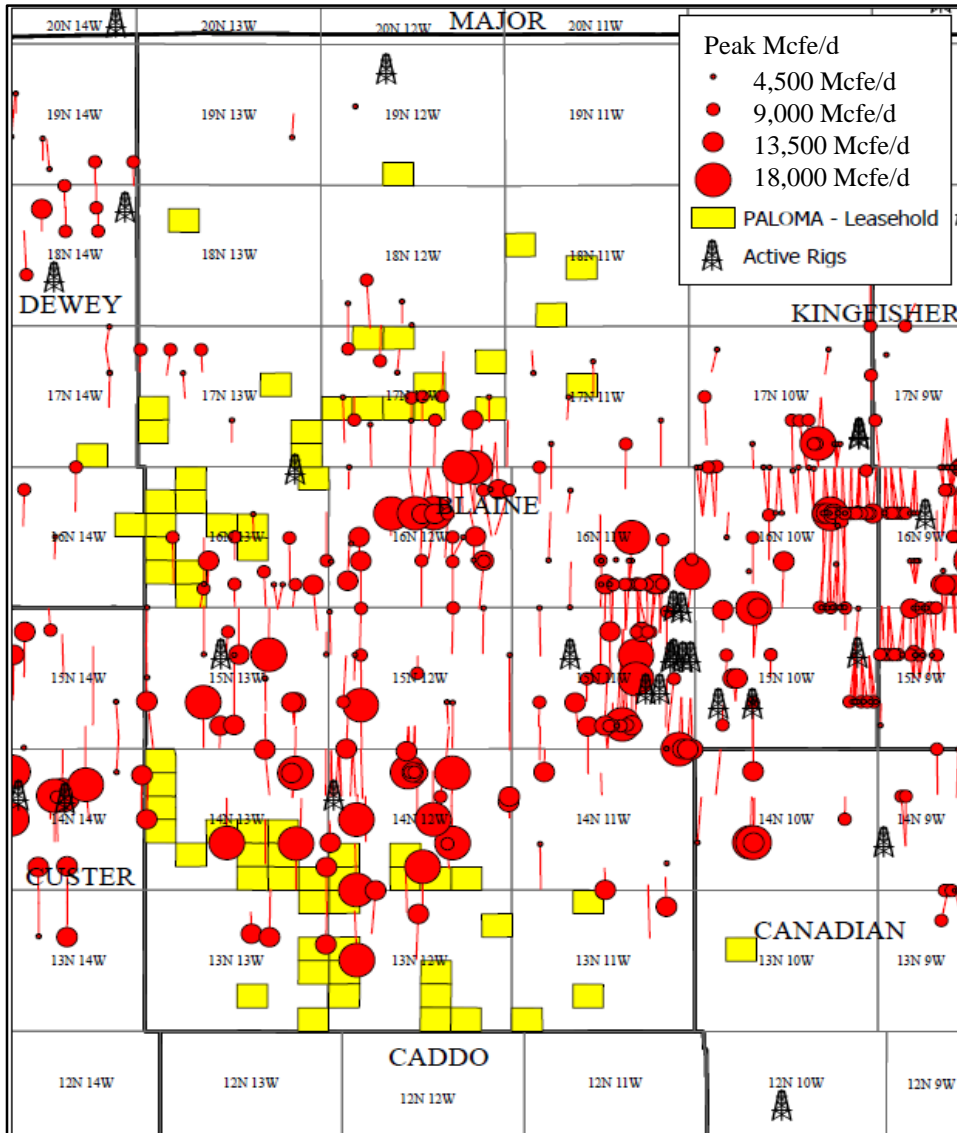 20N 14W 20N 13W 20N 12W MAJOR 20N 11W
Peak Mcfe/d
4,500 Mcfe/d
9,000 Mcfe/d
13,500 Mcfe/d
18,000 Mcfe/d
PALOMA - Leasehold
Active Rigs
19N 14W 19N 13W 19N 12W 19N 11W
18N 14W 18N 13W 18N 12W 18N 11W
DEWEY KINGFISHER
17N 14W 17N 13W 17N 12W 17N 11W 17N 10W 17N 9W
BLAINE
16N 14W 16N 13W 16N 12W 16N 11W 16N 10W 16N 9W
15N 14W 15N 13W 15N 12W 15N 11W 15N 10W 15N 9W
14N 14W 14N 13W 14N 12W 14N 11W 14N 10W 14N 9W
CUSTER
CANADIAN
13N 14W 13N 13W 13N 12W 13N 11W 13N 10W 13N 9W
CADDO
12N 14W 12N 13W 12N 12W 12N 11W 12N 10W 12N 9W